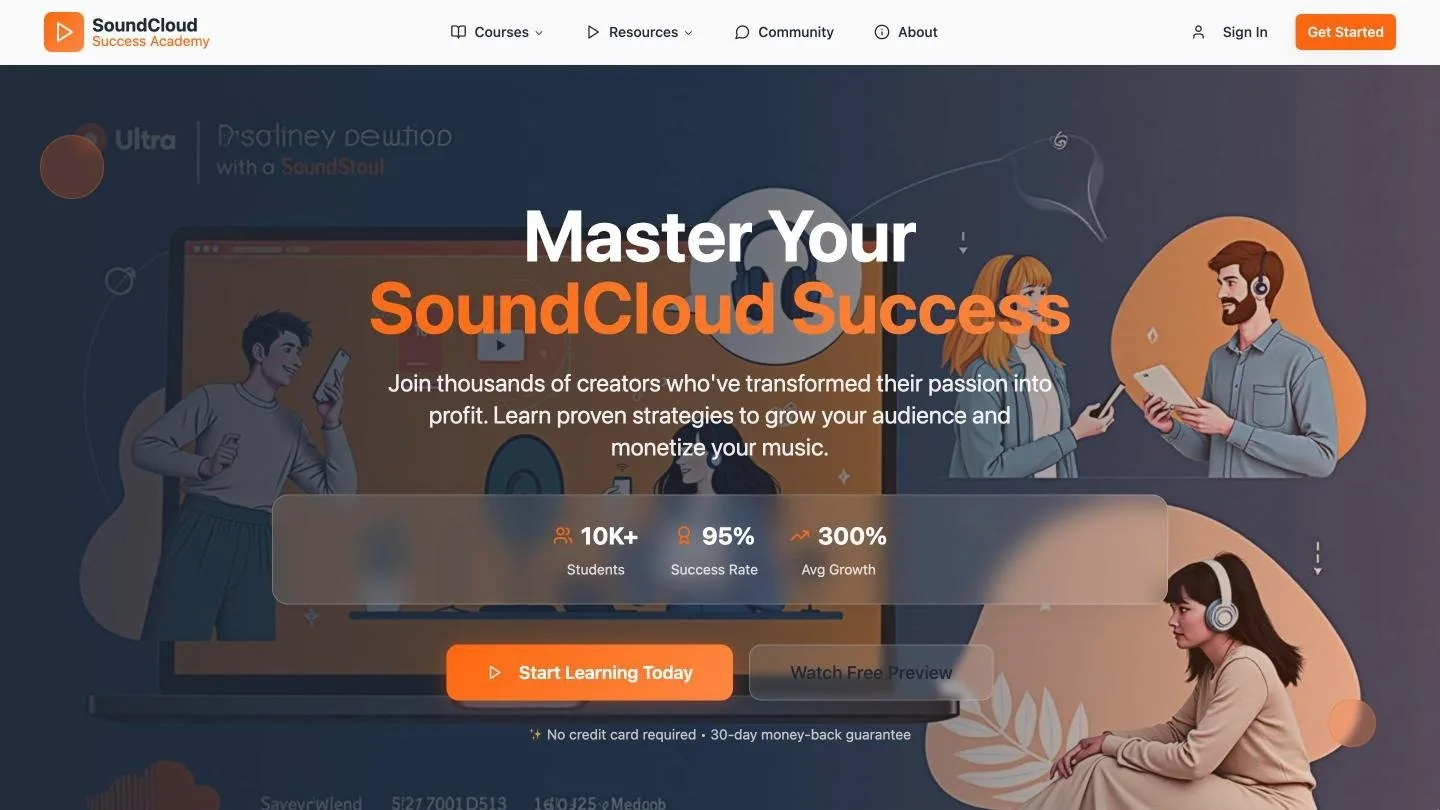 SoundCloud
Success Academy
Courses
Resources
Community
About
Sign In
Get Started
Ultra
with a SoundStoul
Master Your
SoundCloud Success
Join thousands of creators who've transformed their passion into
profit. Learn proven strategies to grow your audience and
monetize your music.
10K+
Students
95%
Success Rate
300%
Avg Growth
Start Learning Today
Watch Free Preview
✨ No credit card required • 30-day money-back guarantee